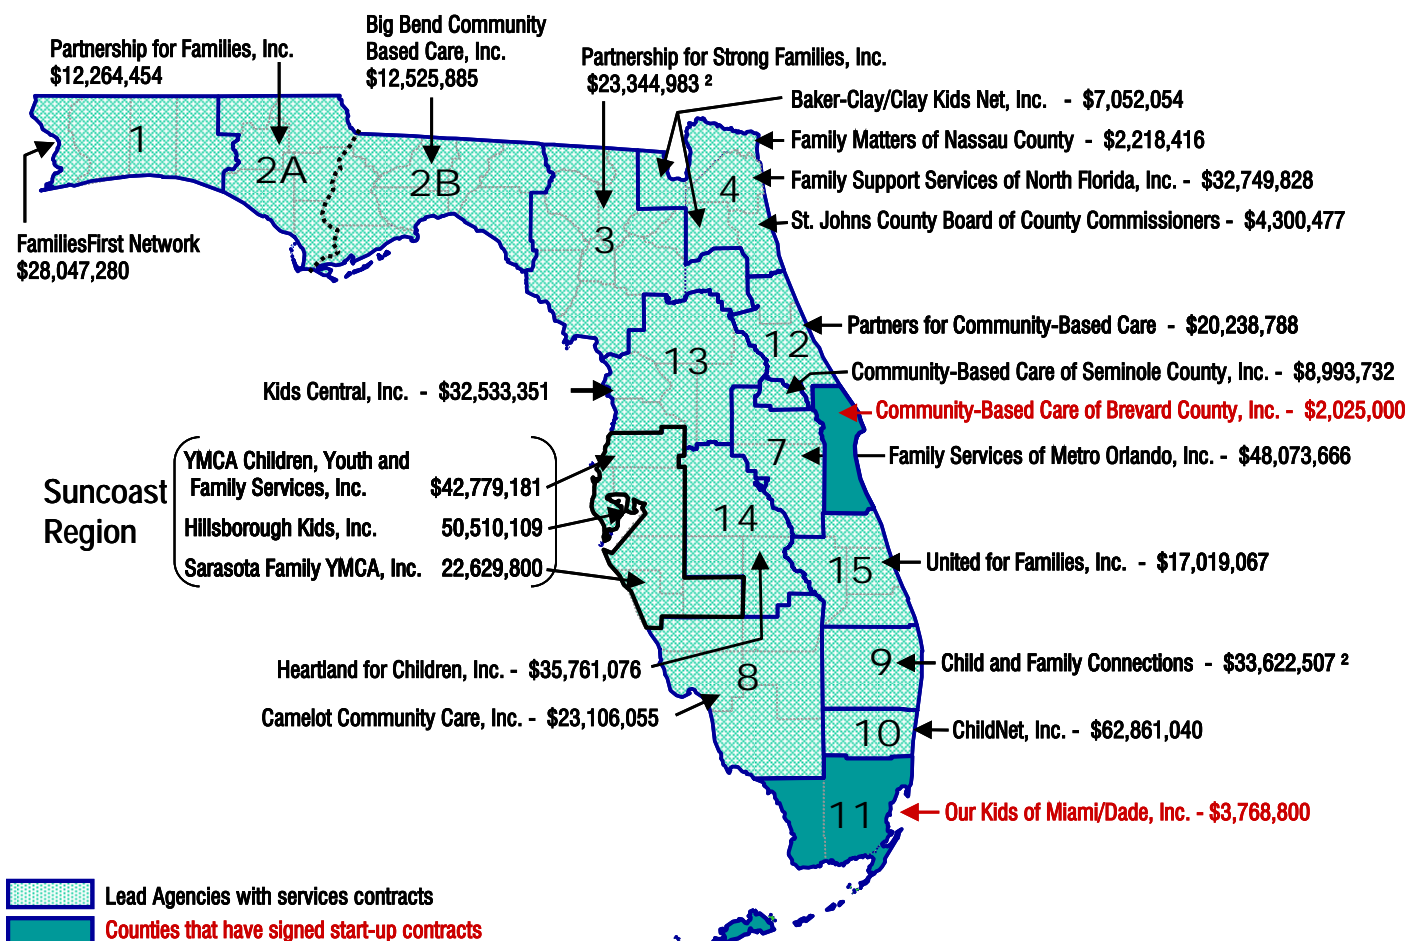 Big Bend Community
Based Care, Inc.
$12,525,885
Partnership for Families, Inc.
$12,264,454
Partnership for Strong Families, Inc.
$23,344,983 ²
Baker-Clay/Clay Kids Net, Inc. - $7,052,054
Family Matters of Nassau County - $2,218,416
Family Support Services of North Florida, Inc. - $32,749,828
St. Johns County Board of County Commissioners - $4,300,477
1
2A
2B
3
4
FamiliesFirst Network
$28,047,280
Partners for Community-Based Care - $20,238,788
12
13
Community-Based Care of Seminole County, Inc. - $8,993,732
Kids Central, Inc. - $32,533,351
Community-Based Care of Brevard County, Inc. - $2,025,000
7
Family Services of Metro Orlando, Inc. - $48,073,666
Suncoast
Region
YMCA Children, Youth and
Family Services, Inc. $42,779,181
Hillsborough Kids, Inc. 50,510,109
Sarasota Family YMCA, Inc. 22,629,800
14
15
United for Families, Inc. - $17,019,067
Heartland for Children, Inc. - $35,761,076
8
9
Child and Family Connections - $33,622,507 ²
Camelot Community Care, Inc. - $23,106,055
10
ChildNet, Inc. - $62,861,040
11
Our Kids of Miami/Dade, Inc. - $3,768,800
Lead Agencies with services contracts
Counties that have signed start-up contracts